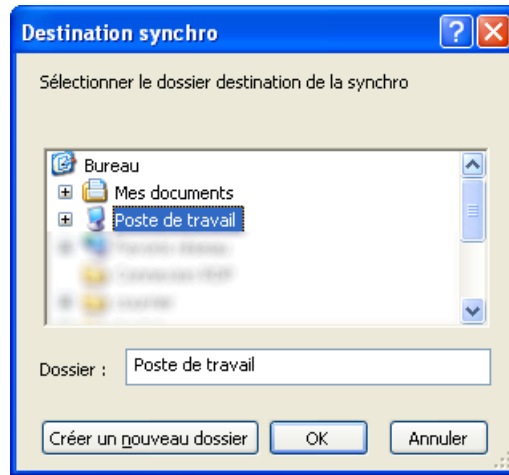 Destination synchro
Sélectionner le dossier destination de la synchro
Bureau
Mes documents
Poste de travail
Dossier :
Poste de travail
Créer un nouveau dossier
OK
Annuler